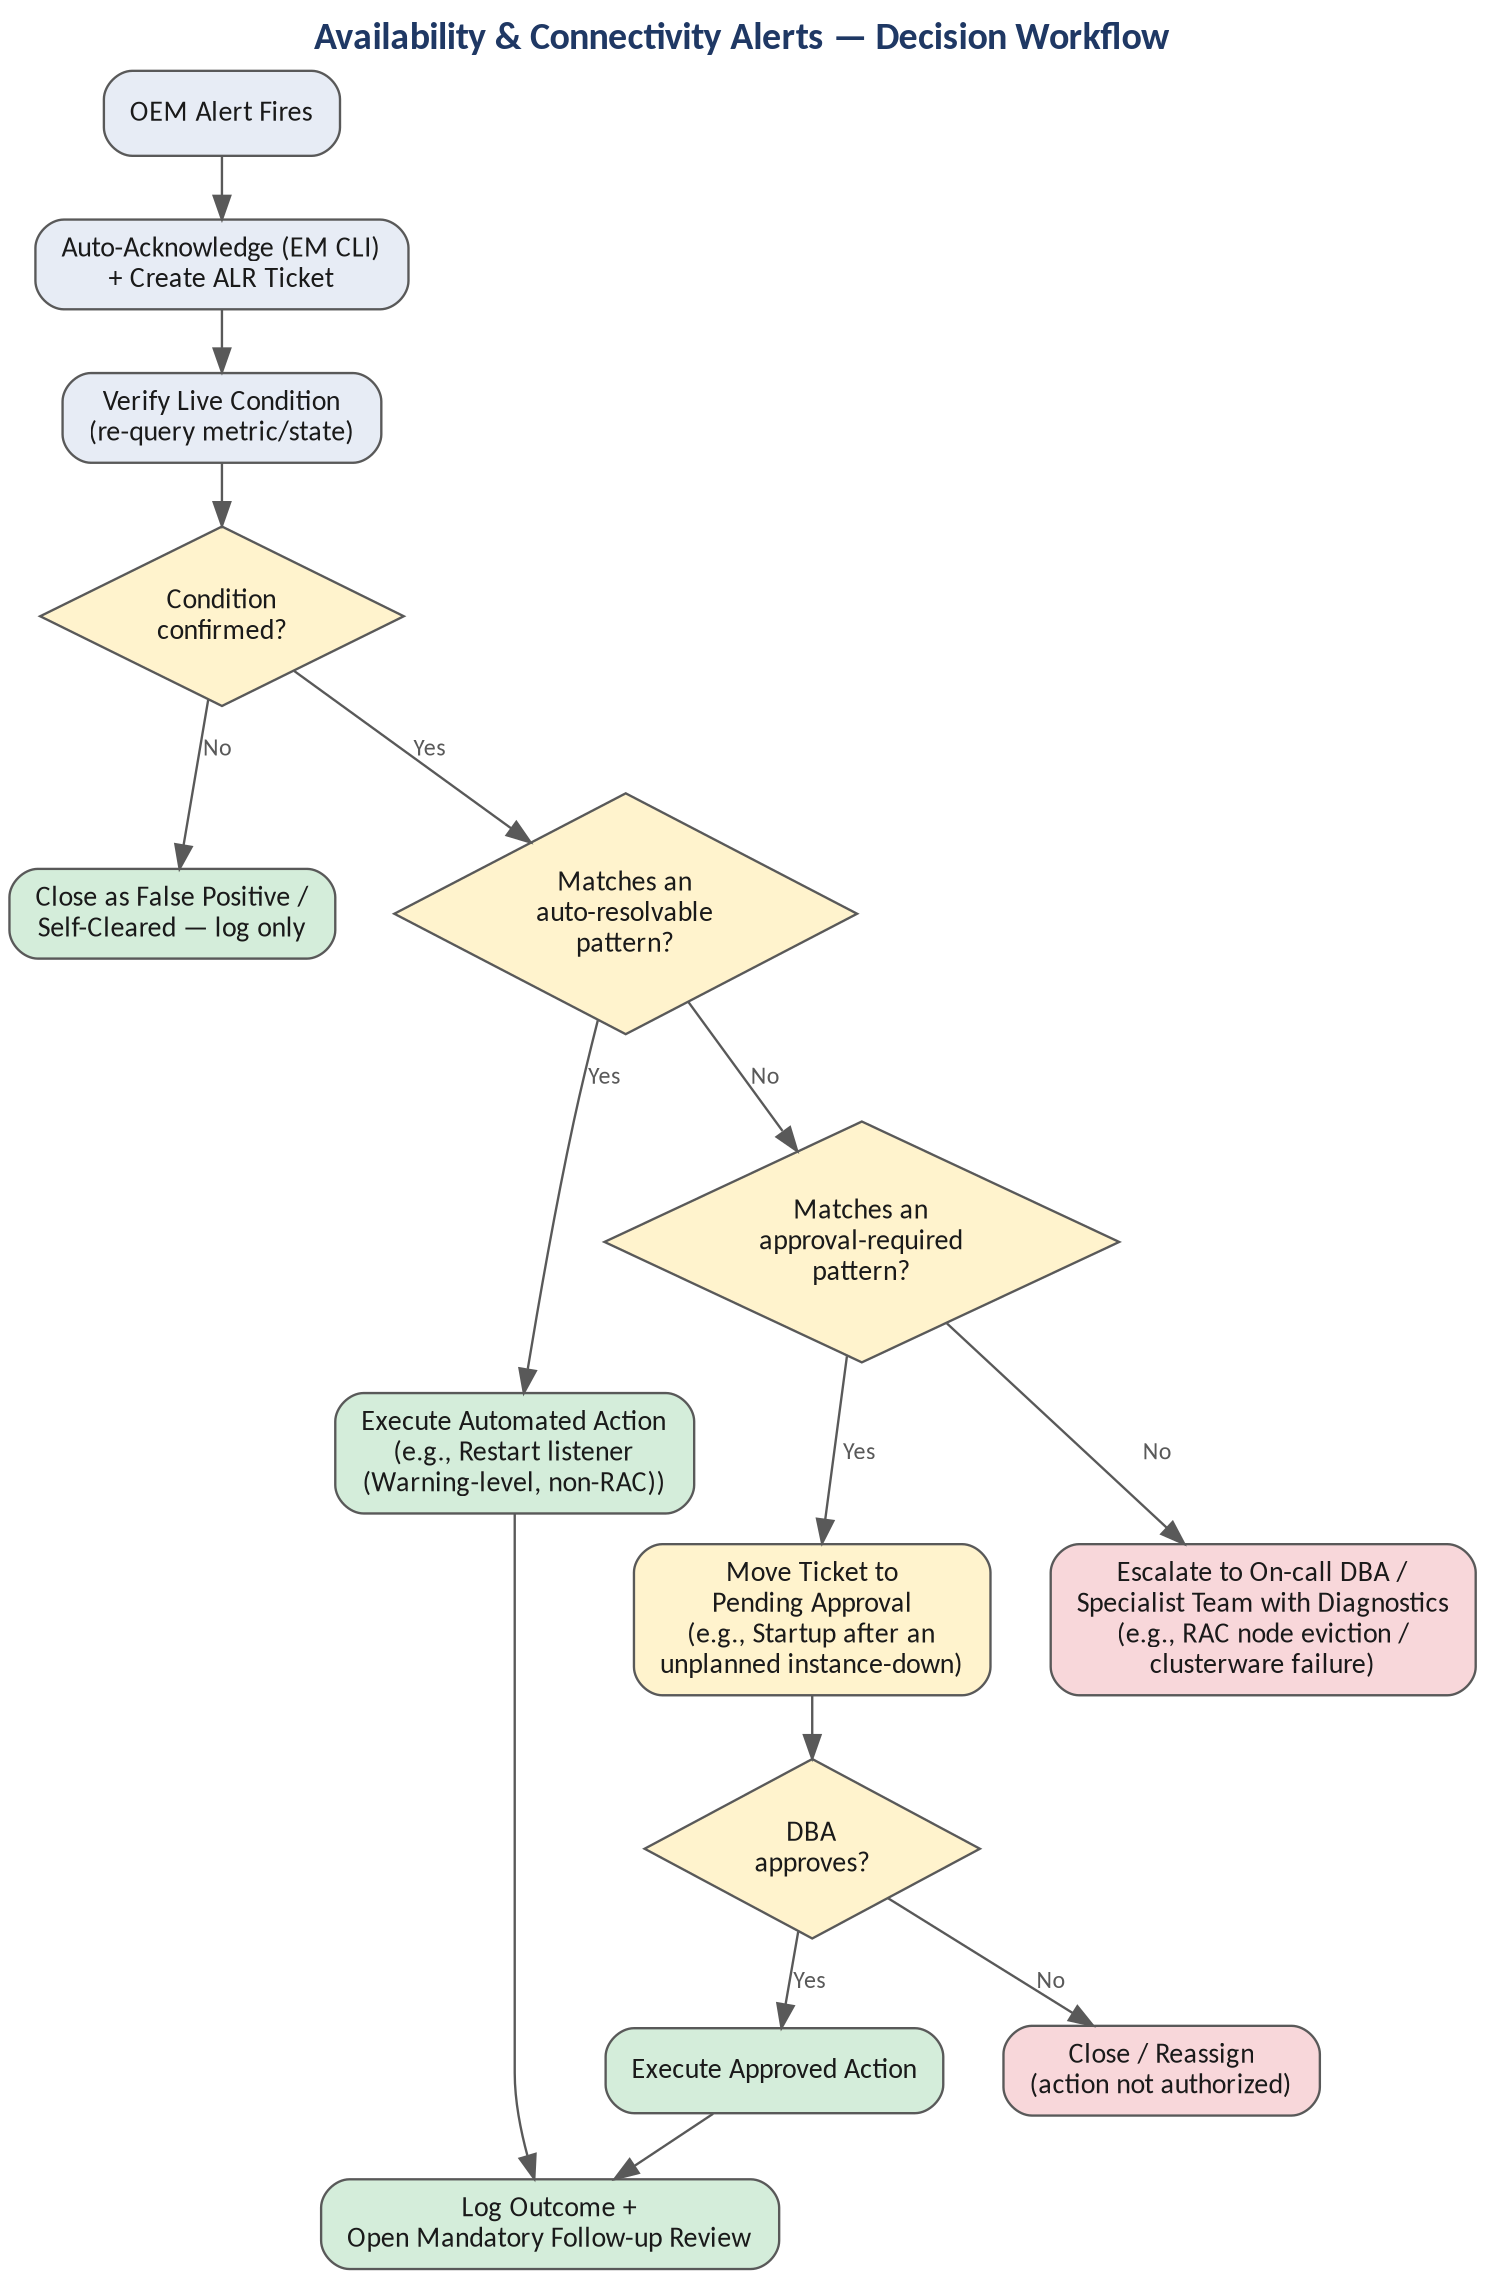 Availability & Connectivity Alerts — Decision Workflow
OEM Alert Fires
Auto-Acknowledge (EM CLI)
+ Create ALR Ticket
Verify Live Condition
(re-query metric/state)
Condition
confirmed?
No
Yes
Close as False Positive /
Self-Cleared — log only
Matches an
auto-resolvable
pattern?
Yes
No
Matches an
approval-required
pattern?
Execute Automated Action
(e.g., Restart listener
(Warning-level, non-RAC))
Yes
No
Move Ticket to
Pending Approval
(e.g., Startup after an
unplanned instance-down)
Escalate to On-call DBA /
Specialist Team with Diagnostics
(e.g., RAC node eviction /
clusterware failure)
DBA
approves?
Yes
No
Execute Approved Action
Close / Reassign
(action not authorized)
Log Outcome +
Open Mandatory Follow-up Review